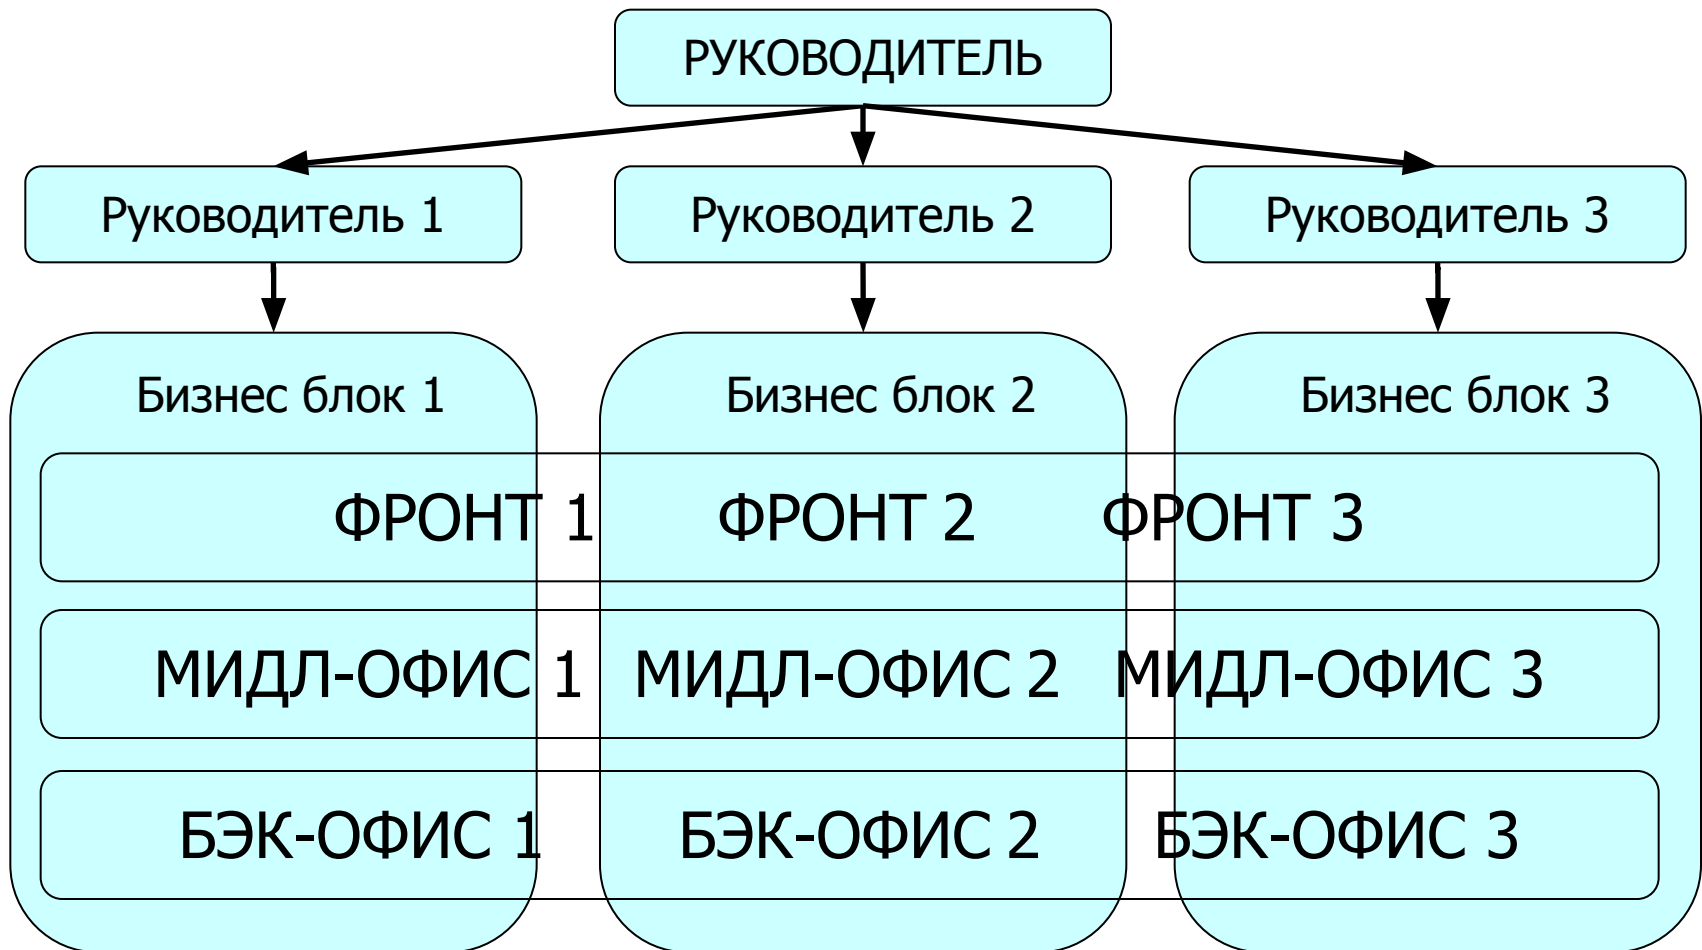 РУКОВОДИТЕЛЬ
Руководитель 1 Руководитель 2 Руководитель 3
Бизнес блок 1 Бизнес блок 2 Бизнес блок 3
ФРОНТ 1 ФРОНТ 2 ФРОНТ 3
МИДЛ-ОФИС 1 МИДЛ-ОФИС 2 МИДЛ-ОФИС 3
БЭК-ОФИС 1 БЭК-ОФИС 2 БЭК-ОФИС 3